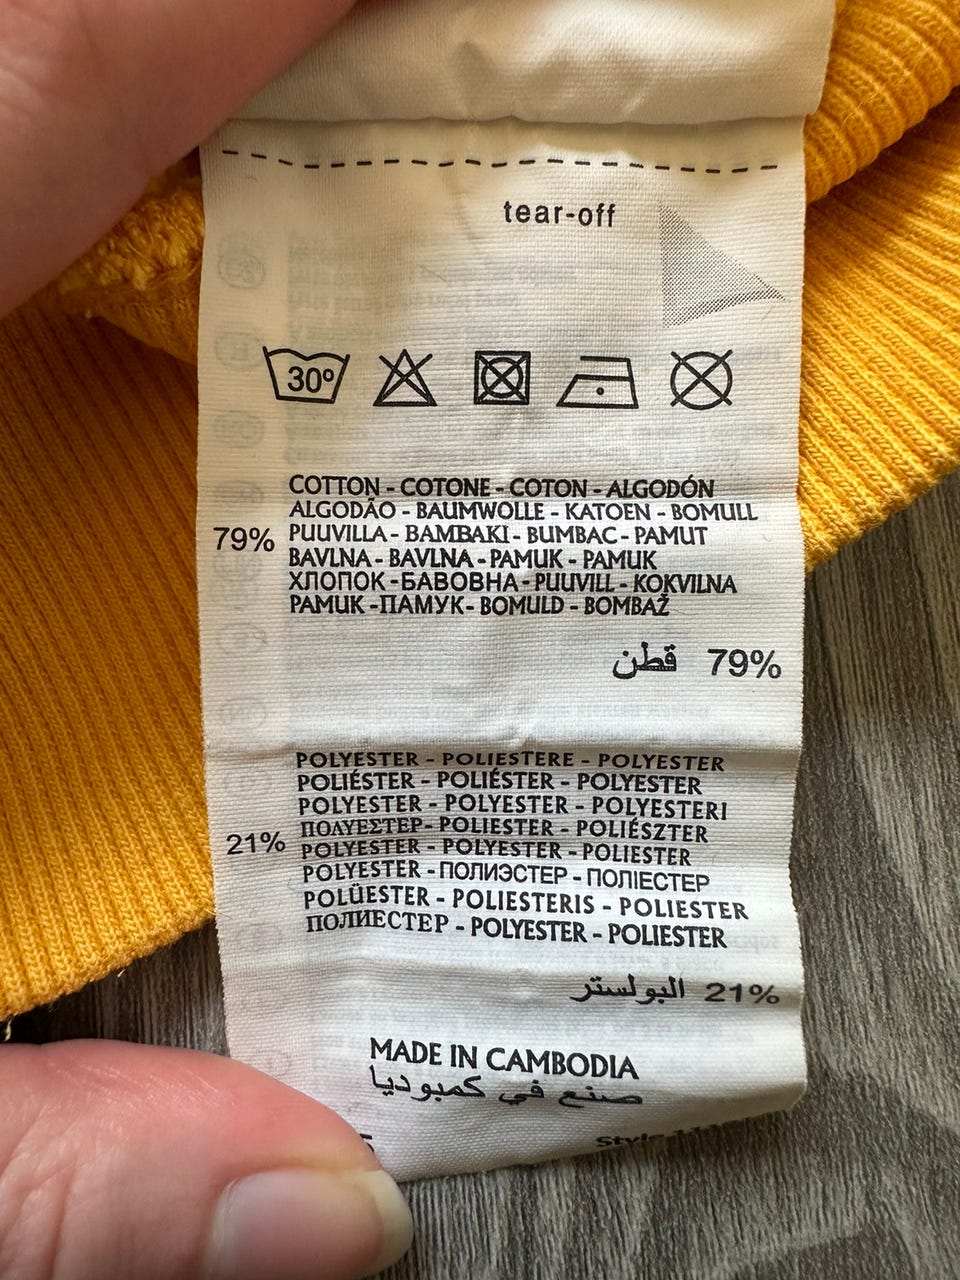 tear-off
30°
COTTON - COTONE - COTON - ALGODÓN
ALGODÃO - BAUMWOLLE - KATOEN - BOMULL
79% PUUVILLA - BAMBAKI - BUMBAC - PAMUT
BAVLNA - BAVLNA - PAMUK - PAMUK
ХЛОПОК - БАВОВНА - PUUVILL - KOKVILNA
PAMUK - ПАМУК - BOMULD - BOMBAŽ
قطن 79%
POLYESTER - POLIESTERE - POLYESTER
POLIÉSTER - POLIÉSTER - POLYESTER
POLYESTER - POLYESTER - POLYESTERI
21% ΠΟΛΥΕΣΤΕΡ - POLIESTER - POLIÉSZTER
POLYESTER - POLYESTER - POLIESTER
POLYESTER - ПОЛИЭСТЕР - ПОЛІЕСТЕР
POLÜESTER - POLIESTERIS - POLIESTER
ПОЛИЕСТЕР - POLYESTER - POLIESTER
البولستر 21%
MADE IN CAMBODIA
صنع في كمبوديا
Style